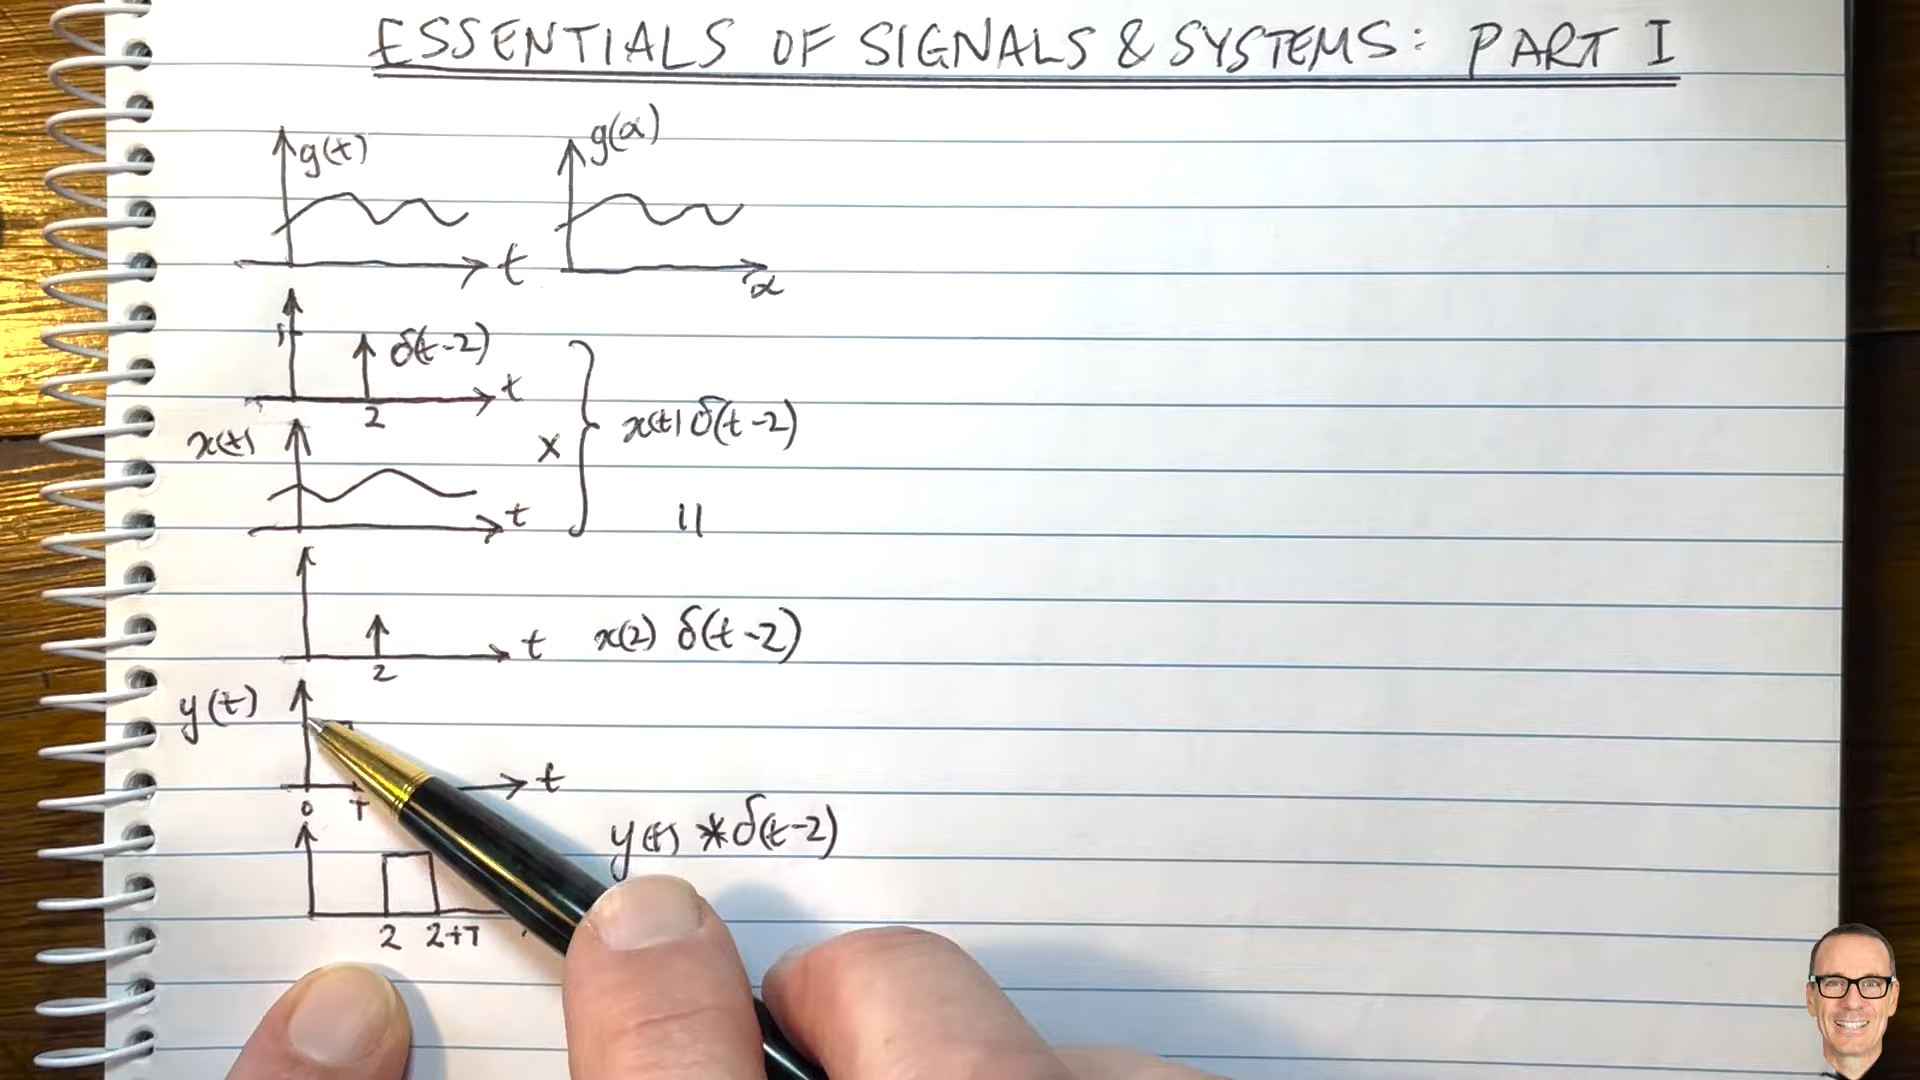 ESSENTIALS OF SIGNALS & SYSTEMS: PART I
g(t) g(α)
t α
1 δ(t-2) t
2
x(t) x x(t) δ(t-2)
t =
t x(2) δ(t-2)
2
y(t)
t
0 T
y(t) * δ(t-2)
2 2+T